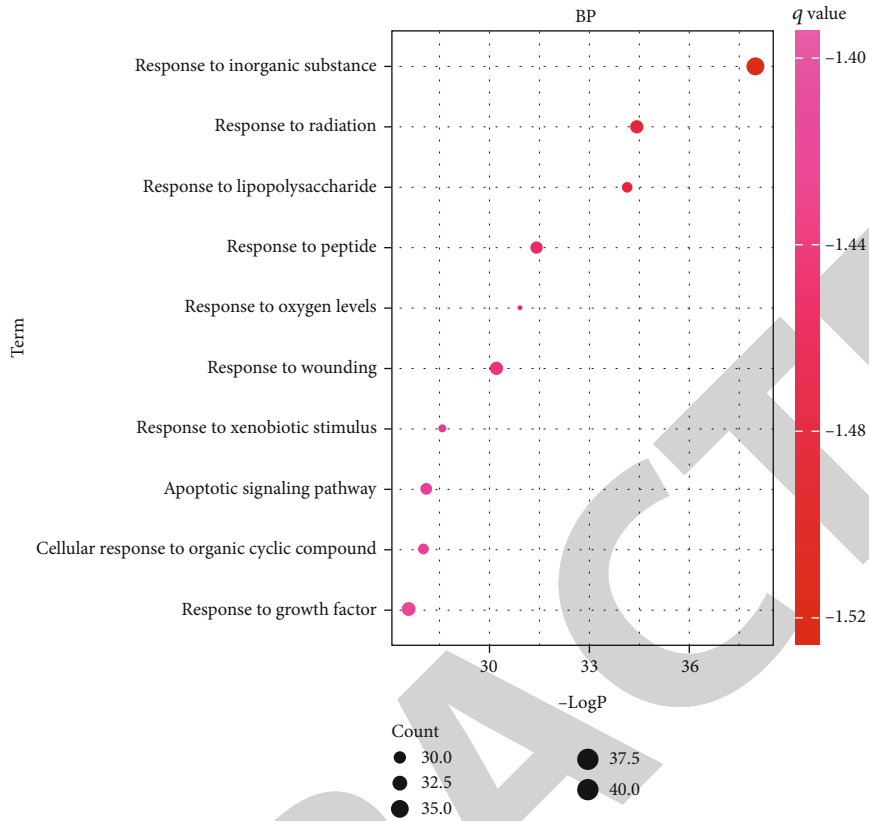 BP
q value
Response to inorganic substance
Response to radiation
Response to lipopolysaccharide
Response to peptide
Response to oxygen levels
Response to wounding
Response to xenobiotic stimulus
Apoptotic signaling pathway
Cellular response to organic cyclic compound
Response to growth factor
Term
30
33
36
–LogP
–1.40
–1.44
–1.48
–1.52
Count
30.0
32.5
35.0
37.5
40.0